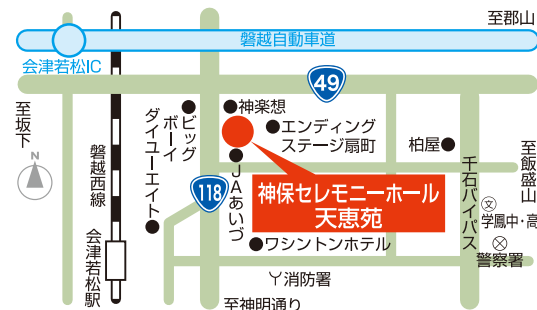 至郡山
磐越自動車道
会津若松IC
49
至坂下
N
磐越西線
会津若松駅
ダイユーエイト
ビッグ
ボーイ
神楽想
エンディング
ステージ扇町
柏屋
至飯盛山
千石バイパス
118
JAあいづ
神保セレモニーホール
天恵苑
文
学鳳中・高
ワシントンホテル
警察署
消防署
至神明通り